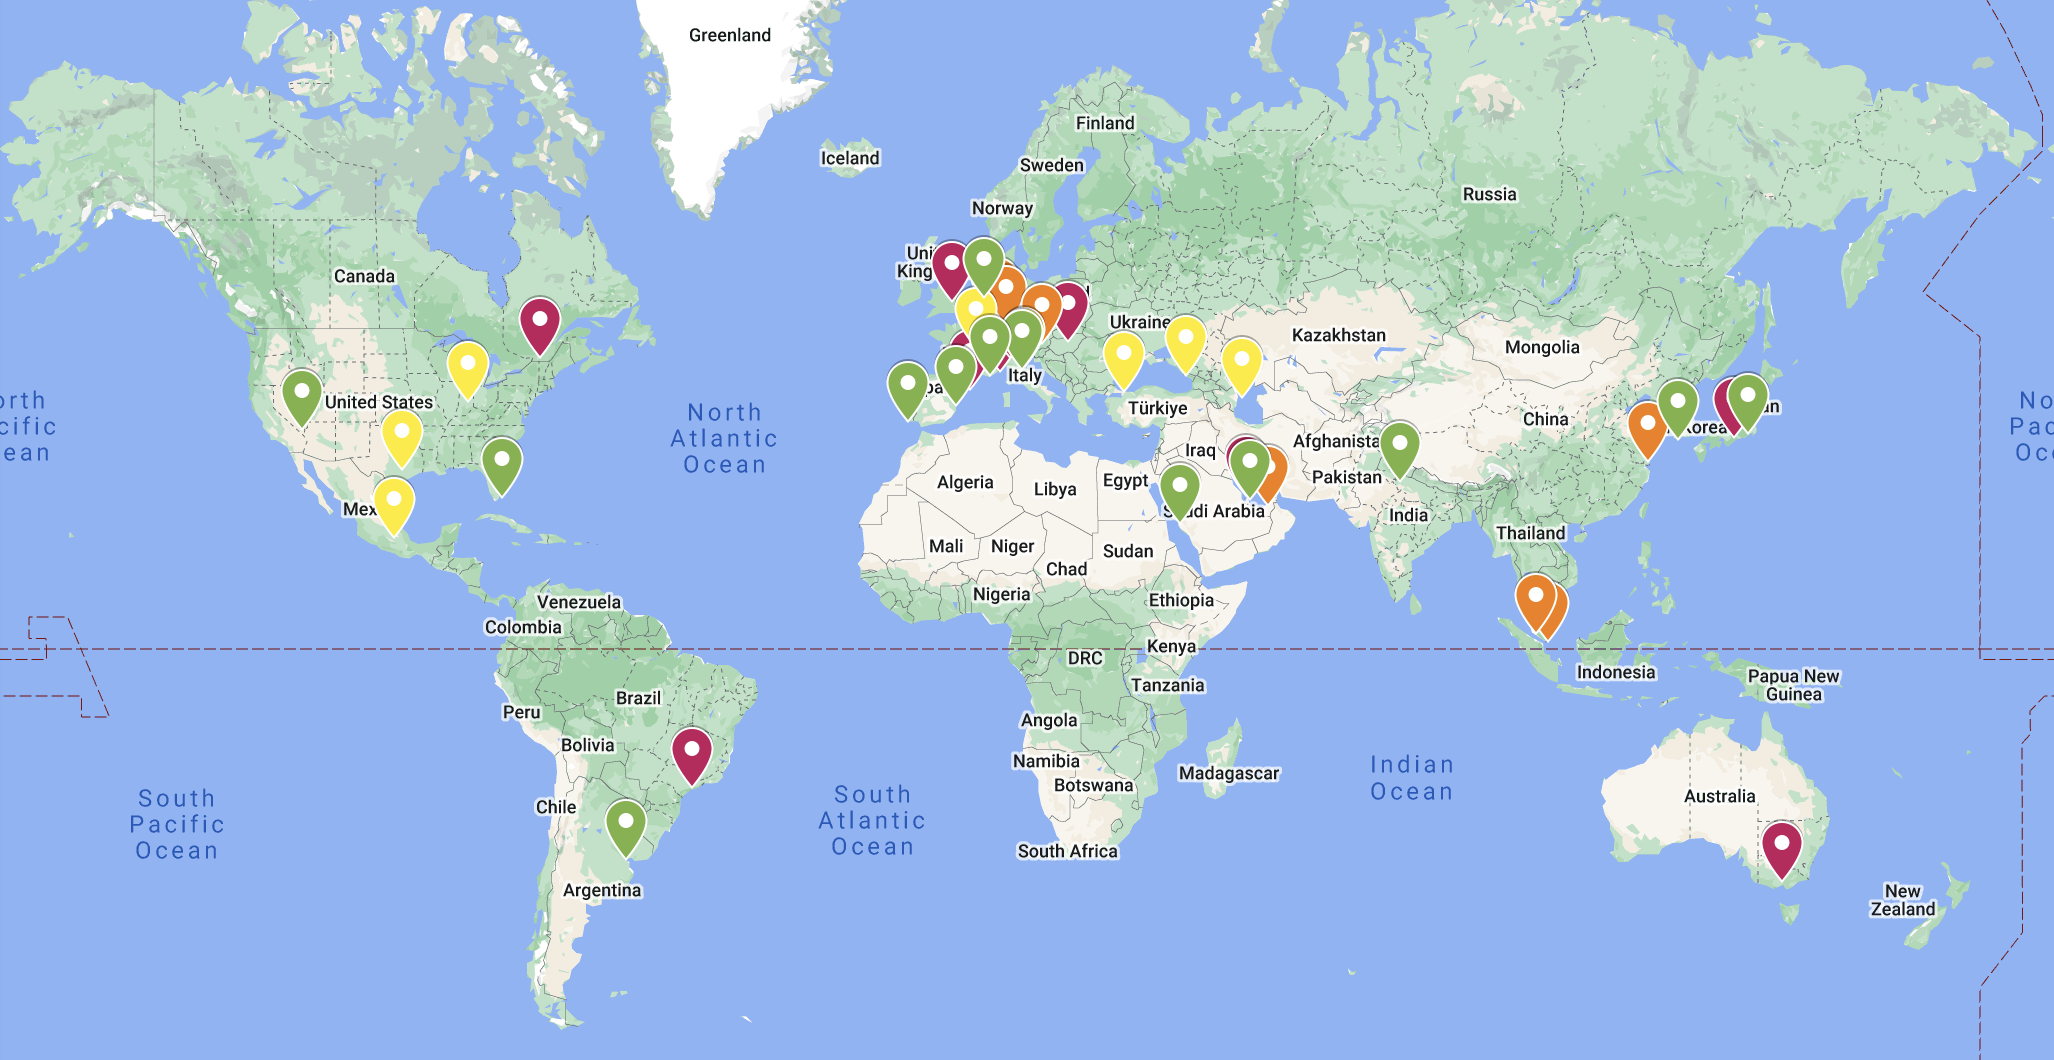 Greenland
Finland
Iceland
Sweden
Russia
Norway
Canada
Ukraine
Kazakhstan
Mongolia
Italy
United States
Türkiye
North
Atlantic
Ocean
China
Iraq
Algeria
Libya
Egypt
Pakistan
India
Thailand
Mali
Niger
Sudan
Chad
Nigeria
Ethiopia
Venezuela
Colombia
Kenya
DRC
Tanzania
Indonesia
Papua New
Guinea
Brazil
Peru
Angola
Bolivia
Namibia
Botswana
Madagascar
Indian
Ocean
South
Pacific
Ocean
Chile
South
Atlantic
Ocean
Australia
South Africa
Argentina
New
Zealand